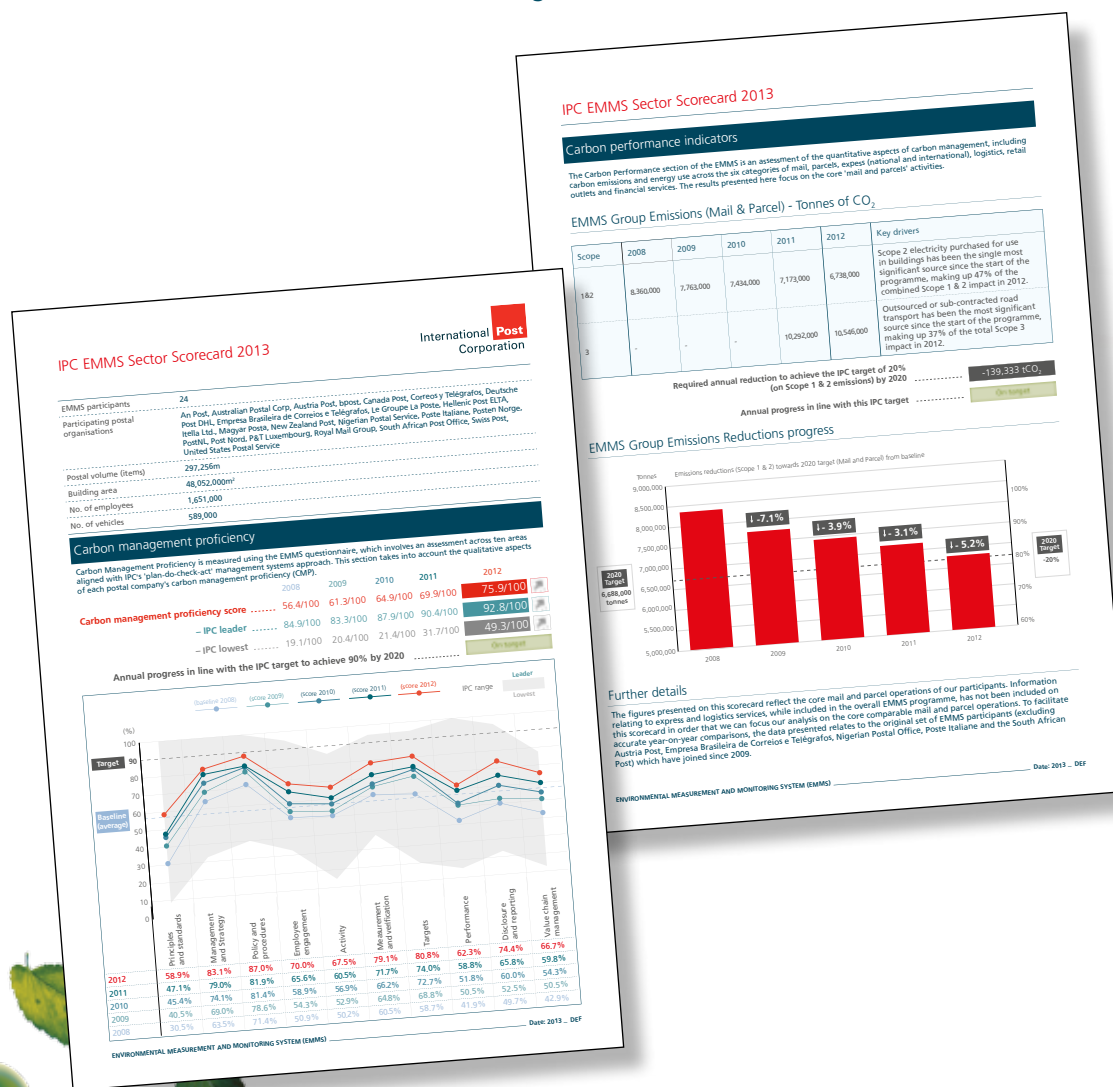 IPC EMMS Sector Scorecard 2013
International Post
Corporation
EMMS participants 24
Participating postal organisations
An Post, Australian Postal Corp, Austria Post, bpost, Canada Post, Correos y Telégrafos, Deutsche
Post DHL, Empresa Brasileira de Correios e Telégrafos, Le Groupe La Poste, Hellenic Post ELTA,
Itella Ltd., Magyar Posta, New Zealand Post, Nigerian Postal Service, Poste Italiane, Posten Norge,
PostNL, Post Nord, P&T Luxembourg, Royal Mail Group, South African Post Office, Swiss Post,
United States Postal Service
Postal volume (items) 297,256m
Building area 48,052,000m²
No. of employees 1,651,000
No. of vehicles 589,000
Carbon management proficiency
Carbon Management Proficiency is measured using the EMMS questionnaire, which involves an assessment across ten areas
aligned with IPC's 'plan-do-check-act' management systems approach. This section takes into account the qualitative aspects
of each postal company's carbon management proficiency (CMP).
2008 2009 2010 2011 2012
Carbon management proficiency score ....... 56.4/100 61.3/100 64.9/100 69.9/100 75.9/100
– IPC leader ....... 84.9/100 83.3/100 87.9/100 90.4/100 92.8/100
– IPC lowest ....... 19.1/100 20.4/100 21.4/100 31.7/100 49.3/100
Annual progress in line with the IPC target to achieve 90% by 2020 .............. On target
(baseline 2008) (score 2009) (score 2010) (score 2011) (score 2012) IPC range Leader Lowest
(%)
100
Target 90
80
70
Baseline (average)
60
50
40
30
20
10
0
Principles and standards
Management and Strategy
Policy and procedures
Employee engagement
Activity
Measurement and verification
Targets
Performance
Disclosure and reporting
Value chain management
2012 58.9% 83.1% 87.0% 70.0% 67.5% 79.1% 80.8% 62.3% 74.4% 66.7%
2011 47.1% 79.0% 81.9% 65.6% 60.5% 71.7% 74.0% 58.8% 65.8% 59.8%
2010 45.4% 74.1% 81.4% 58.9% 56.9% 66.2% 72.7% 51.8% 60.0% 54.3%
2009 40.5% 69.0% 78.6% 54.3% 52.9% 64.8% 68.8% 50.5% 52.5% 50.5%
2008 30.5% 63.5% 71.4% 50.9% 50.2% 60.5% 58.7% 41.9% 49.7% 42.9%
ENVIRONMENTAL MEASUREMENT AND MONITORING SYSTEM (EMMS) Date: 2013 _ DEF
IPC EMMS Sector Scorecard 2013
Carbon performance indicators
The Carbon Performance section of the EMMS is an assessment of the quantitative aspects of carbon management, including
carbon emissions and energy use across the six categories of mail, parcels, expess (national and international), logistics, retail
outlets and financial services. The results presented here focus on the core 'mail and parcels' activities.
EMMS Group Emissions (Mail & Parcel) - Tonnes of CO₂
Scope 2008 2009 2010 2011 2012 Key drivers
1&2 8,360,000 7,763,000 7,434,000 7,173,000 6,738,000
Scope 2 electricity purchased for use
in buildings has been the single most
significant source since the start of the
programme, making up 47% of the
combined Scope 1 & 2 impact in 2012.
3 - - - 10,292,000 10,546,000
Outsourced or sub-contracted road
transport has been the most significant
source since the start of the programme,
making up 37% of the total Scope 3
impact in 2012.
Required annual reduction to achieve the IPC target of 20%
(on Scope 1 & 2 emissions) by 2020 .............. -139,333 tCO₂
Annual progress in line with this IPC target .............. On target
EMMS Group Emissions Reductions progress
Tonnes Emissions reductions (Scope 1 & 2) towards 2020 target (Mail and Parcel) from baseline
9,000,000
8,500,000
8,000,000
7,500,000
7,000,000
6,500,000
6,000,000
5,500,000
5,000,000
2020 Target
6,688,000 tonnes
↓ -7.1%
↓ - 3.9%
↓ - 3.1%
↓ - 5.2%
100%
90%
80%
70%
60%
2020 Target
-20%
2008 2009 2010 2011 2012
Further details
The figures presented on this scorecard reflect the core mail and parcel operations of our participants. Information
relating to express and logistics services, while included in the overall EMMS programme, has not been included on
this scorecard in order that we can focus our analysis on the core comparable mail and parcel operations. To facilitate
accurate year-on-year comparisons, the data presented relates to the original set of EMMS participants (excluding
Austria Post, Empresa Brasileira de Correios e Telégrafos, Nigerian Postal Office, Poste Italiane and the South African
Post) which have joined since 2009.
ENVIRONMENTAL MEASUREMENT AND MONITORING SYSTEM (EMMS) Date: 2013 _ DEF